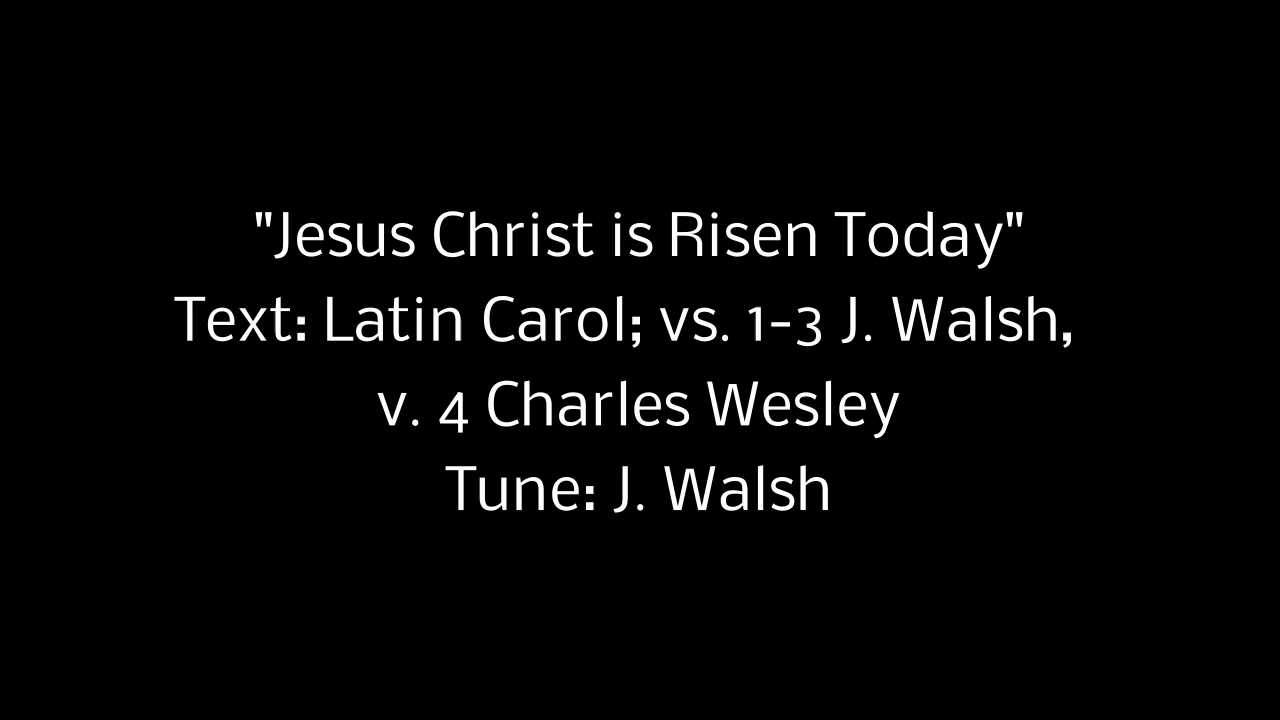 "Jesus Christ is Risen Today"
Text: Latin Carol; vs. 1-3 J. Walsh,
v. 4 Charles Wesley
Tune: J. Walsh